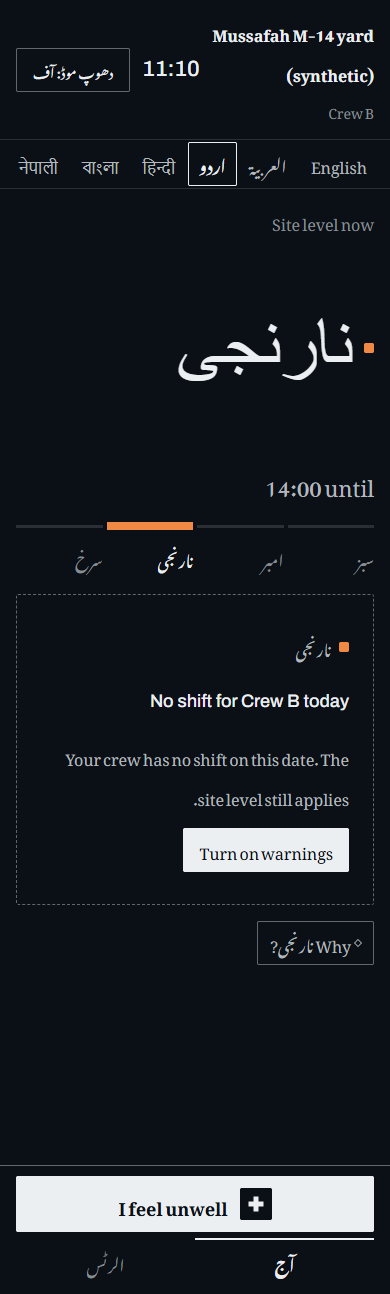 Mussafah M-14 yard
(synthetic)
Crew B
11:10
دھوپ موڈ: آف
English
العربية
اردو
हिन्दी
বাংলা
नेपाली
Site level now
نارنجی
14:00 until
سبز
امبر
نارنجی
سرخ
نارنجی
No shift for Crew B today
Your crew has no shift on this date. The
.site level still applies
Turn on warnings
Why نارنجی?
I feel unwell
آج
الرٹس